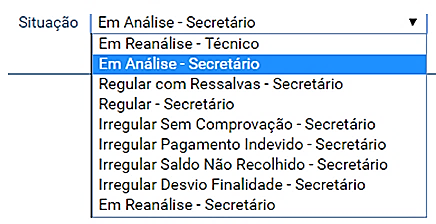 Situação Em Análise - Secretário ▼
Em Reanálise - Técnico
Em Análise - Secretário
Regular com Ressalvas - Secretário
Regular - Secretário
Irregular Sem Comprovação - Secretário
Irregular Pagamento Indevido - Secretário
Irregular Saldo Não Recolhido - Secretário
Irregular Desvio Finalidade - Secretário
Em Reanálise - Secretário